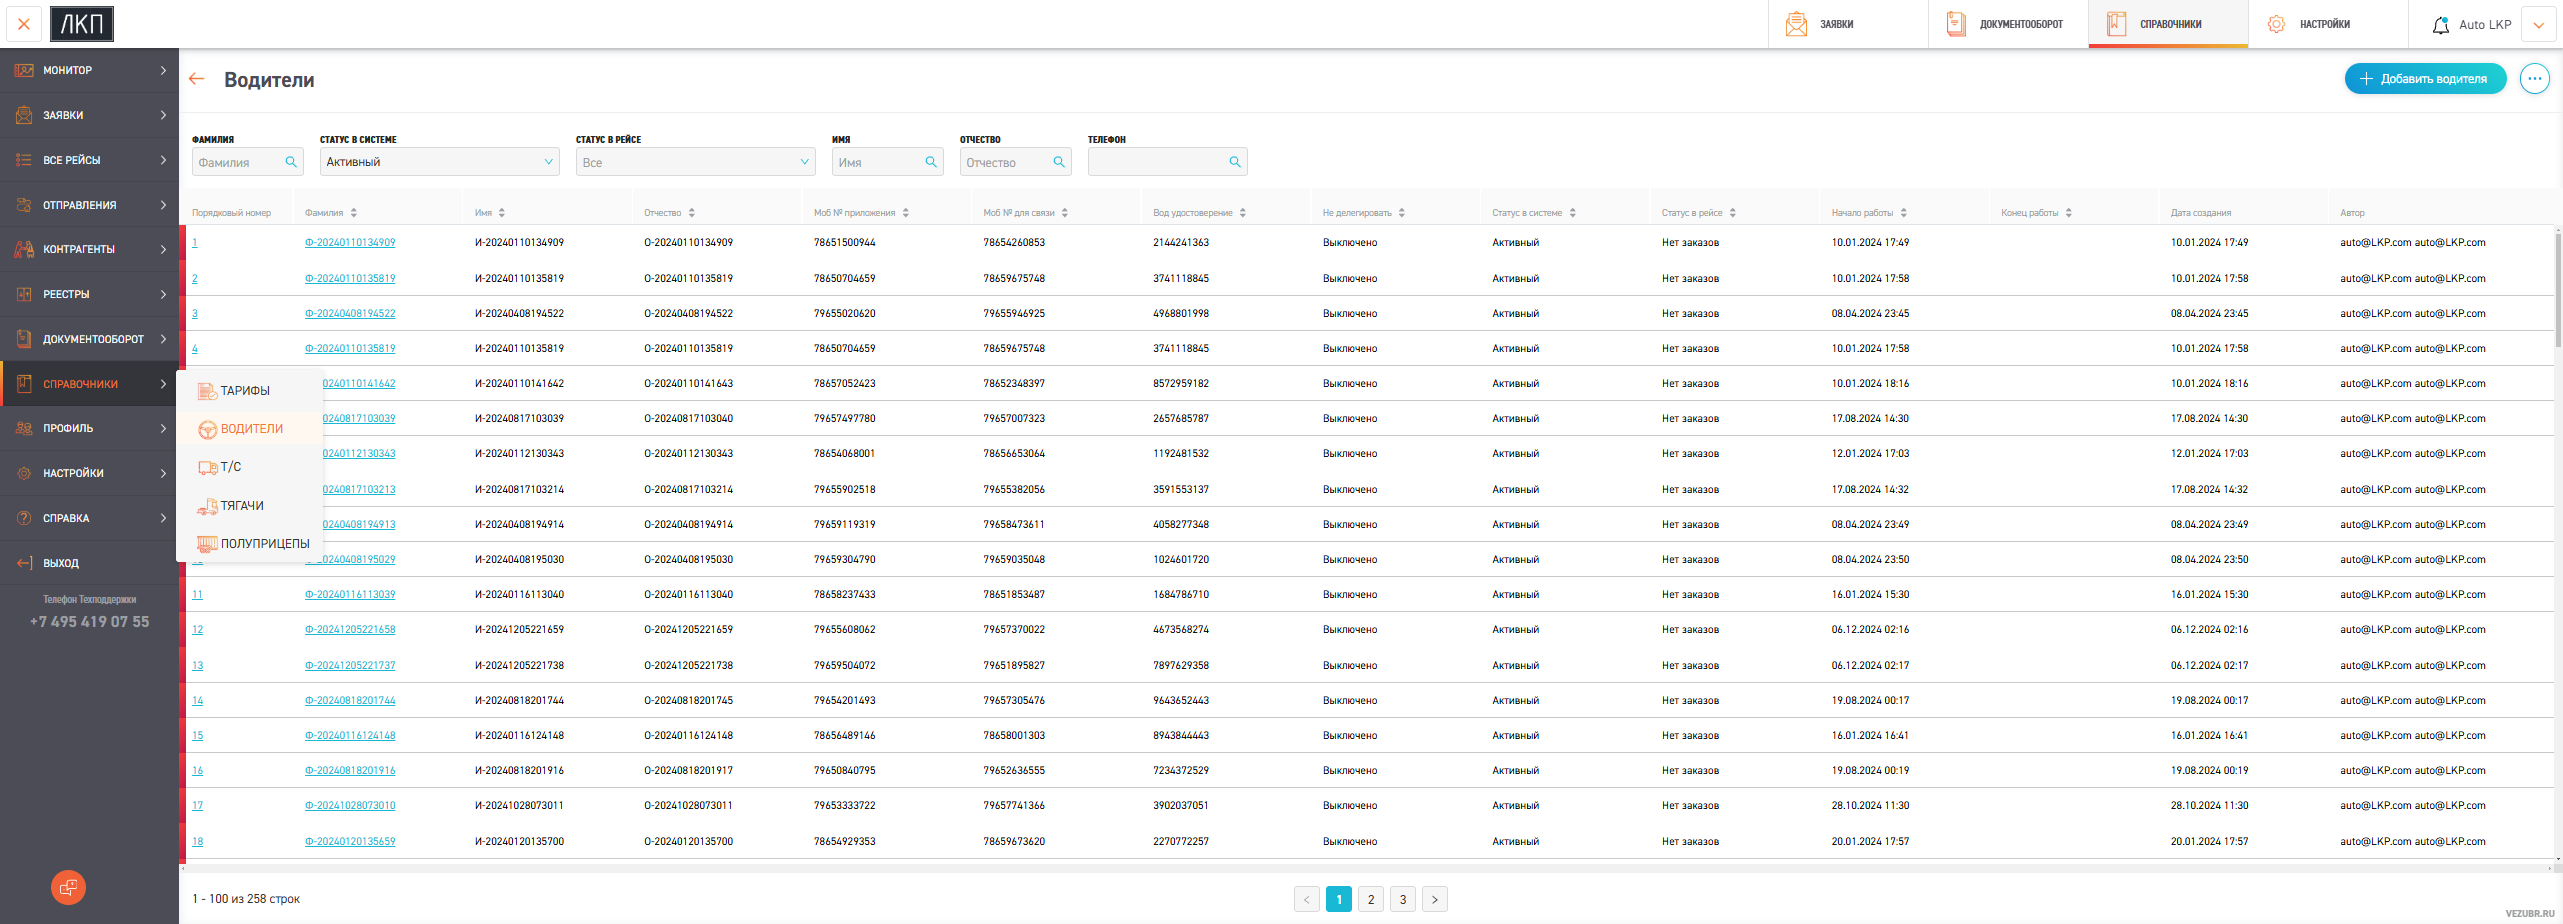 ЛКП
ЗАЯВКИ
ДОКУМЕНТООБОРОТ
СПРАВОЧНИКИ
НАСТРОЙКИ
Auto LKP
МОНИТОР
ЗАЯВКИ
ВСЕ РЕЙСЫ
ОТПРАВЛЕНИЯ
КОНТРАГЕНТЫ
РЕЕСТРЫ
ДОКУМЕНТООБОРОТ
СПРАВОЧНИКИ
ПРОФИЛЬ
НАСТРОЙКИ
СПРАВКА
ВЫХОД
Телефон Техподдержки
+7 495 419 07 55
ТАРИФЫ
ВОДИТЕЛИ
Т/С
ТЯГАЧИ
ПОЛУПРИЦЕПЫ
Водители
Добавить водителя
ФАМИЛИЯ СТАТУС В СИСТЕМЕ СТАТУС В РЕЙСЕ ИМЯ ОТЧЕСТВО ТЕЛЕФОН
Фамилия Активный Все Имя Отчество
Порядковый номер Фамилия Имя Отчество Моб № приложения Моб № для связи Вод удостоверение Не делегировать Статус в системе Статус в рейсе Начало работы Конец работы Дата создания Автор
1 Ф-20240110134909 И-20240110134909 О-20240110134909 78651500944 78654260853 2144241363 Выключено Активный Нет заказов 10.01.2024 17:49 10.01.2024 17:49 auto@LKP.com auto@LKP.com
2 Ф-20240110135819 И-20240110135819 О-20240110135819 78650704659 78659675748 3741118845 Выключено Активный Нет заказов 10.01.2024 17:58 10.01.2024 17:58 auto@LKP.com auto@LKP.com
3 Ф-20240408194522 И-20240408194522 О-20240408194522 79655020620 79655946925 4968801998 Выключено Активный Нет заказов 08.04.2024 23:45 08.04.2024 23:45 auto@LKP.com auto@LKP.com
4 Ф-20240110135819 И-20240110135819 О-20240110135819 78650704659 78659675748 3741118845 Выключено Активный Нет заказов 10.01.2024 17:58 10.01.2024 17:58 auto@LKP.com auto@LKP.com
20240110141642 И-20240110141642 О-20240110141643 78657052423 78652348397 8572959182 Выключено Активный Нет заказов 10.01.2024 18:16 10.01.2024 18:16 auto@LKP.com auto@LKP.com
20240817103039 И-20240817103039 О-20240817103040 79657497780 79657007323 2657685787 Выключено Активный Нет заказов 17.08.2024 14:30 17.08.2024 14:30 auto@LKP.com auto@LKP.com
20240112130343 И-20240112130343 О-20240112130343 78654068001 78656653064 1192481532 Выключено Активный Нет заказов 12.01.2024 17:03 12.01.2024 17:03 auto@LKP.com auto@LKP.com
20240817103213 И-20240817103214 О-20240817103214 79655902518 79655382056 3591553137 Выключено Активный Нет заказов 17.08.2024 14:32 17.08.2024 14:32 auto@LKP.com auto@LKP.com
20240408194913 И-20240408194914 О-20240408194914 79659119319 79658473611 4058277348 Выключено Активный Нет заказов 08.04.2024 23:49 08.04.2024 23:49 auto@LKP.com auto@LKP.com
Ф-20240408195029 И-20240408195030 О-20240408195030 79659304790 79659035048 1024601720 Выключено Активный Нет заказов 08.04.2024 23:50 08.04.2024 23:50 auto@LKP.com auto@LKP.com
11 Ф-20240116113039 И-20240116113040 О-20240116113040 78658237433 78651853487 1684786710 Выключено Активный Нет заказов 16.01.2024 15:30 16.01.2024 15:30 auto@LKP.com auto@LKP.com
12 Ф-20241205221658 И-20241205221659 О-20241205221659 79655608062 79657370022 4673568274 Выключено Активный Нет заказов 06.12.2024 02:16 06.12.2024 02:16 auto@LKP.com auto@LKP.com
13 Ф-20241205221737 И-20241205221738 О-20241205221738 79659504072 79651895827 7897629358 Выключено Активный Нет заказов 06.12.2024 02:17 06.12.2024 02:17 auto@LKP.com auto@LKP.com
14 Ф-20240818201744 И-20240818201744 О-20240818201745 79654201493 79657305476 9643652443 Выключено Активный Нет заказов 19.08.2024 00:17 19.08.2024 00:17 auto@LKP.com auto@LKP.com
15 Ф-20240116124148 И-20240116124148 О-20240116124148 78656489146 78658001303 8943844443 Выключено Активный Нет заказов 16.01.2024 16:41 16.01.2024 16:41 auto@LKP.com auto@LKP.com
16 Ф-20240818201916 И-20240818201916 О-20240818201917 79650840795 79652636555 7234372529 Выключено Активный Нет заказов 19.08.2024 00:19 19.08.2024 00:19 auto@LKP.com auto@LKP.com
17 Ф-20241028073010 И-20241028073011 О-20241028073011 79653333722 79657741366 3902037051 Выключено Активный Нет заказов 28.10.2024 11:30 28.10.2024 11:30 auto@LKP.com auto@LKP.com
18 Ф-20240120135659 И-20240120135700 О-20240120135700 78654929353 78659673620 2270772257 Выключено Активный Нет заказов 20.01.2024 17:57 20.01.2024 17:57 auto@LKP.com auto@LKP.com
1 - 100 из 258 строк
< 1 2 3 >
VEZUBR.RU